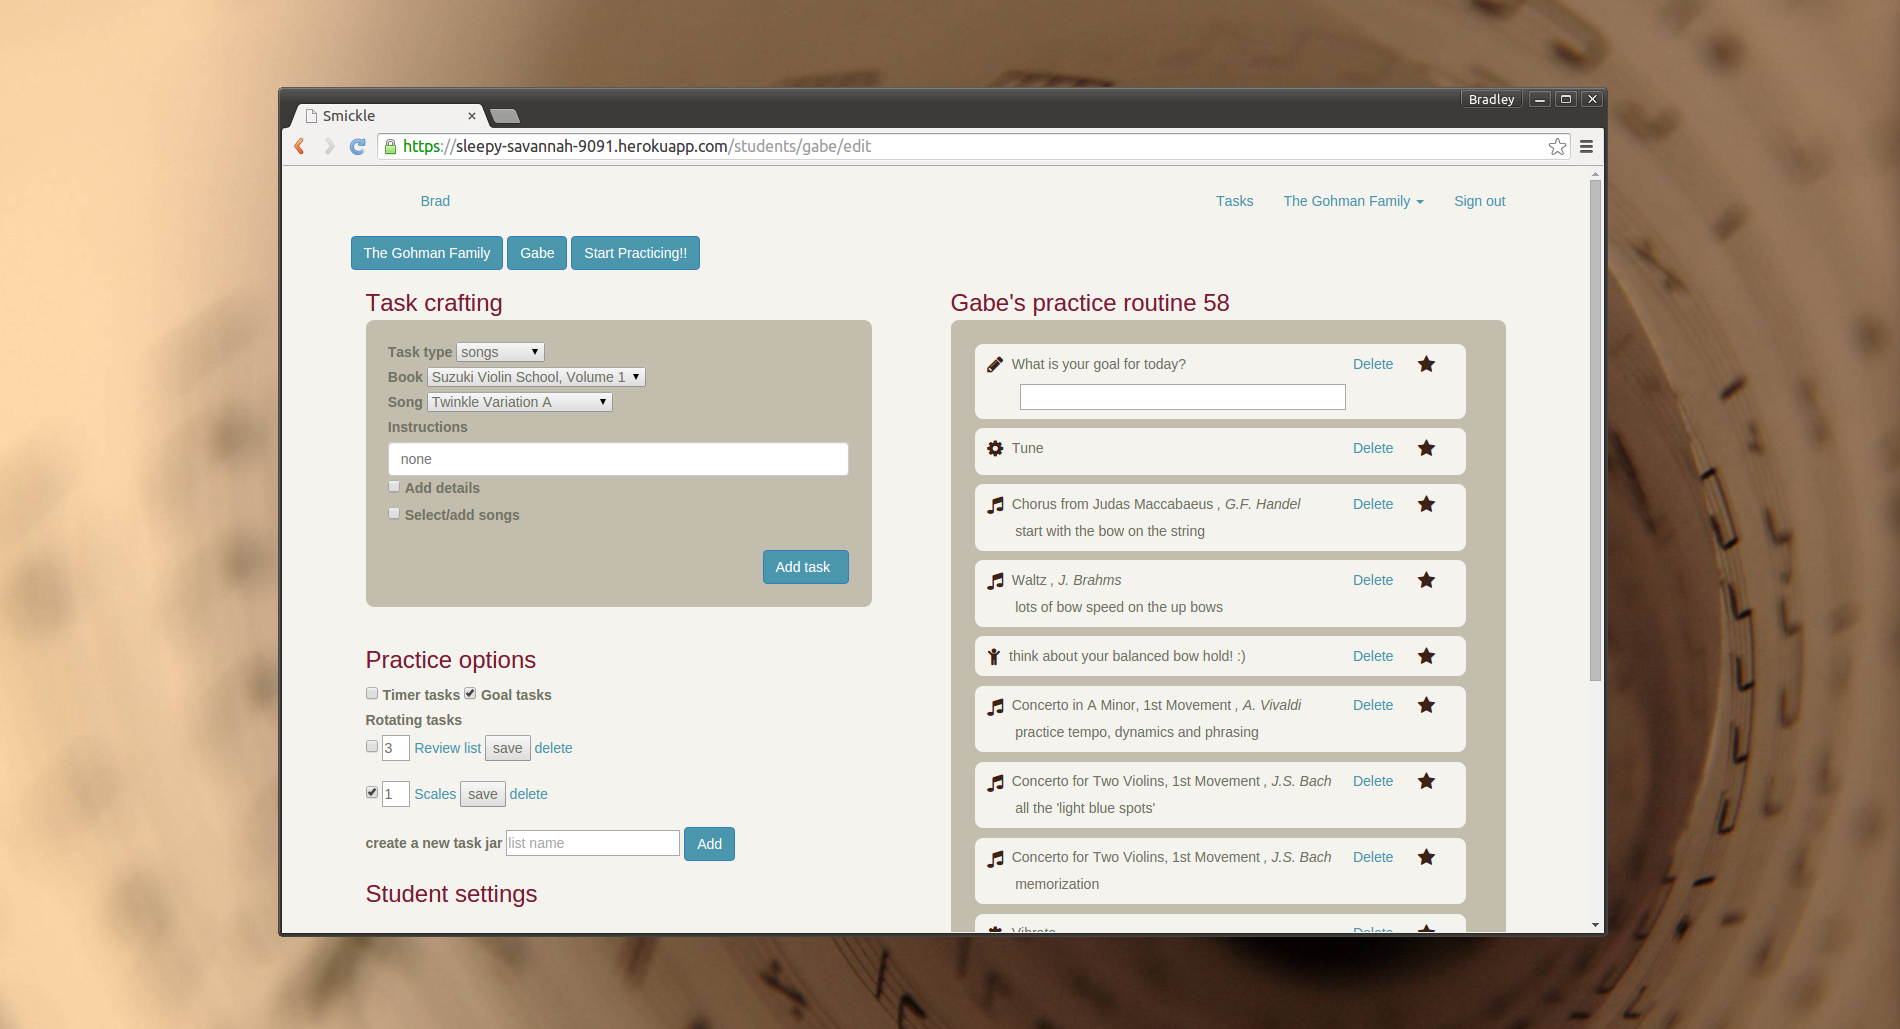 Bradley
Smickle
https://sleepy-savannah-9091.herokuapp.com/students/gabe/edit
Brad Tasks The Gohman Family Sign out
The Gohman Family Gabe Start Practicing!!
Task crafting
Task type songs
Book Suzuki Violin School, Volume 1
Song Twinkle Variation A
Instructions
none
Add details
Select/add songs
Add task
Practice options
Timer tasks Goal tasks
Rotating tasks
3 Review list save delete
1 Scales save delete
create a new task jar list name Add
Student settings
Gabe's practice routine 58
What is your goal for today? Delete
Tune Delete
Chorus from Judas Maccabaeus , G.F. Handel Delete
start with the bow on the string
Waltz , J. Brahms Delete
lots of bow speed on the up bows
think about your balanced bow hold! :) Delete
Concerto in A Minor, 1st Movement , A. Vivaldi Delete
practice tempo, dynamics and phrasing
Concerto for Two Violins, 1st Movement , J.S. Bach Delete
all the 'light blue spots'
Concerto for Two Violins, 1st Movement , J.S. Bach Delete
memorization
Vibrato Delete